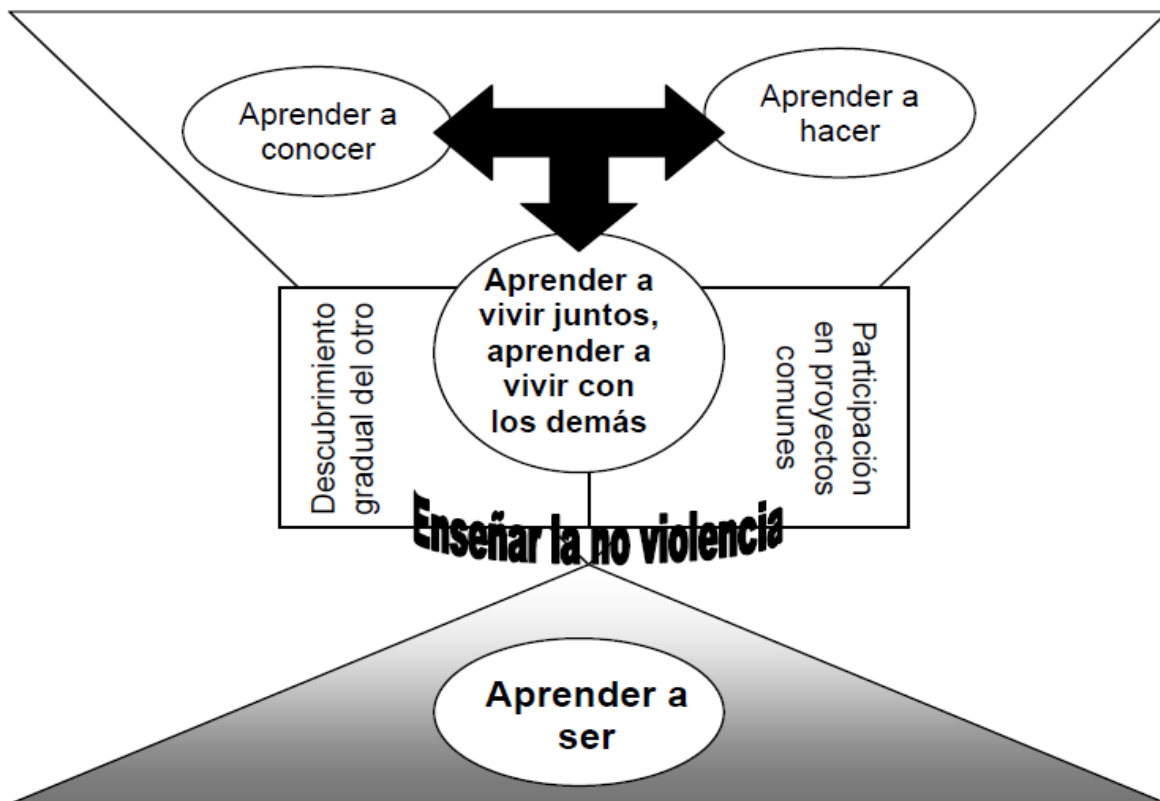 Aprender a
conocer
Aprender a
hacer
Aprender a
vivir juntos,
aprender a
vivir con
los demás
Descubrimiento
gradual del otro
Participación
en proyectos
comunes
Enseñar la no violencia
Aprender a
ser